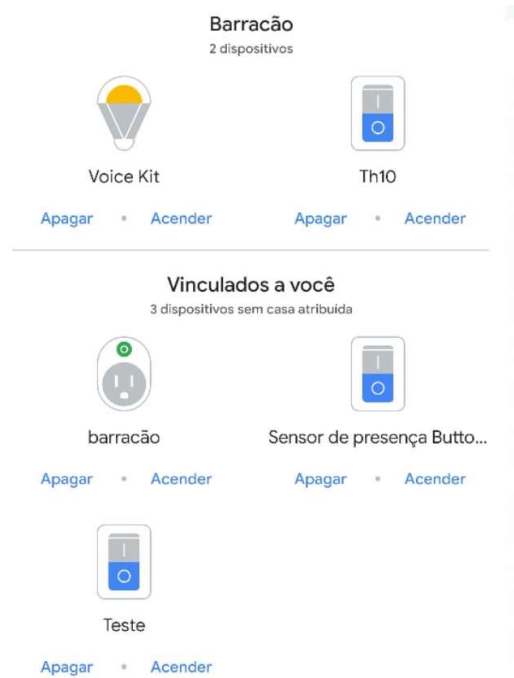 Barracão
2 dispositivos
Voice Kit Th10
Apagar • Acender Apagar • Acender
Vinculados a você
3 dispositivos sem casa atribuída
barracão Sensor de presença Butto...
Apagar • Acender Apagar • Acender
Teste
Apagar • Acender